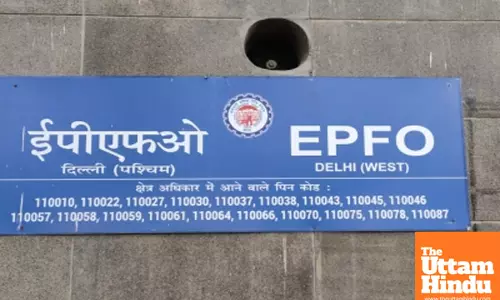 ईपीएफओ
दिल्ली (पश्चिम)
EPFO
DELHI (WEST)
क्षेत्र अधिकार में आने वाले पिन कोड :
110010, 110022, 110027, 110030, 110037, 110038, 110043, 110045, 110046
110057, 110058, 110059, 110061, 110064, 110066, 110070, 110075, 110078, 110087
The
Uttam
Hindu